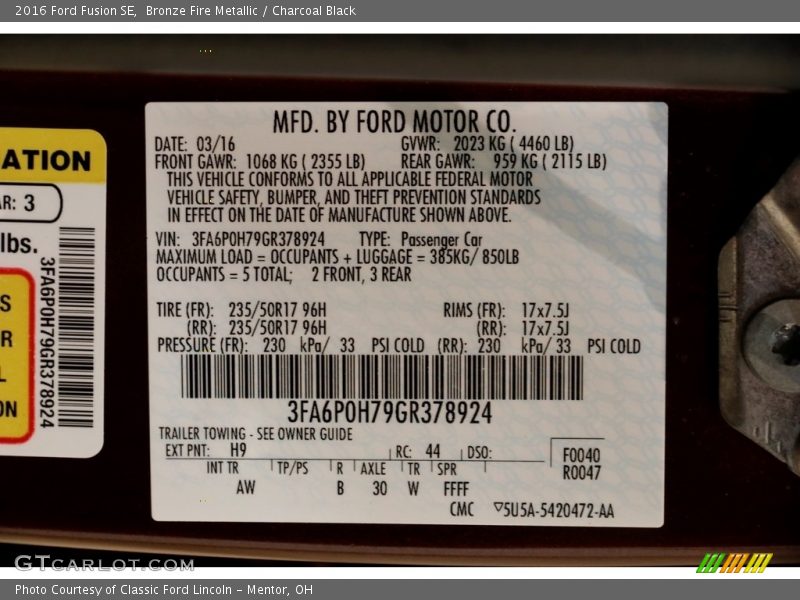 2016 Ford Fusion SE,  Bronze Fire Metallic / Charcoal Black
MFD. BY FORD MOTOR CO.
DATE: 03/16 GVWR: 2023 KG ( 4460 LB)
FRONT GAWR: 1068 KG ( 2355 LB) REAR GAWR: 959 KG ( 2115 LB)
THIS VEHICLE CONFORMS TO ALL APPLICABLE FEDERAL MOTOR
VEHICLE SAFETY, BUMPER, AND THEFT PREVENTION STANDARDS
IN EFFECT ON THE DATE OF MANUFACTURE SHOWN ABOVE.
VIN: 3FA6P0H79GR378924 TYPE: Passenger Car
MAXIMUM LOAD = OCCUPANTS + LUGGAGE = 385KG/ 850LB
OCCUPANTS = 5 TOTAL; 2 FRONT, 3 REAR
TIRE (FR): 235/50R17 96H RIMS (FR): 17x7.5J
(RR): 235/50R17 96H (RR): 17x7.5J
PRESSURE (FR): 230 kPa/ 33 PSI COLD (RR): 230 kPa/ 33 PSI COLD
3FA6P0H79GR378924
TRAILER TOWING - SEE OWNER GUIDE
EXT PNT: H9 RC: 44 DSO: F0040
INT TR TP/PS R AXLE TR SPR R0047
AW B 30 W FFFF
CMC ▽5U5A-5420472-AA
ATION
AR: 3
lbs.
3FA6P0H79GR378924
S
R
L
ON
GTCARLOT.COM
Photo Courtesy of Classic Ford Lincoln - Mentor, OH